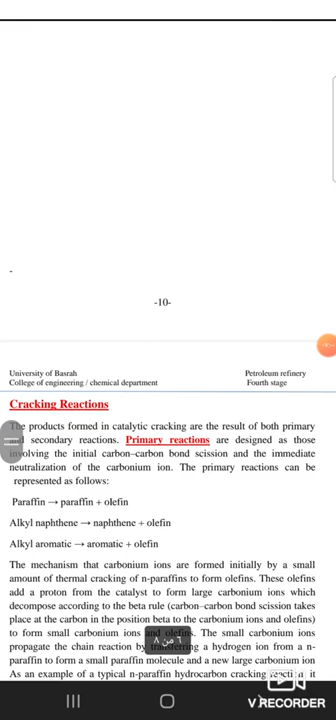 -
-10-
University of Basrah Petroleum refinery
College of engineering / chemical department Fourth stage
Cracking Reactions
The products formed in catalytic cracking are the result of both primary
and secondary reactions. Primary reactions are designed as those
involving the initial carbon–carbon bond scission and the immediate
neutralization of the carbonium ion. The primary reactions can be
represented as follows:
Paraffin → paraffin + olefin
Alkyl naphthene → naphthene + olefin
Alkyl aromatic → aromatic + olefin
The mechanism that carbonium ions are formed initially by a small
amount of thermal cracking of n-paraffins to form olefins. These olefins
add a proton from the catalyst to form large carbonium ions which
decompose according to the beta rule (carbon–carbon bond scission takes
place at the carbon in the position beta to the carbonium ions and olefins)
to form small carbonium ions and olefins. The small carbonium ions
propagate the chain reaction by transferring a hydrogen ion from a n-
paraffin to form a small paraffin molecule and a new large carbonium ion
As an example of a typical n-paraffin hydrocarbon cracking reaction it
٦ من ٨
V RECORDER